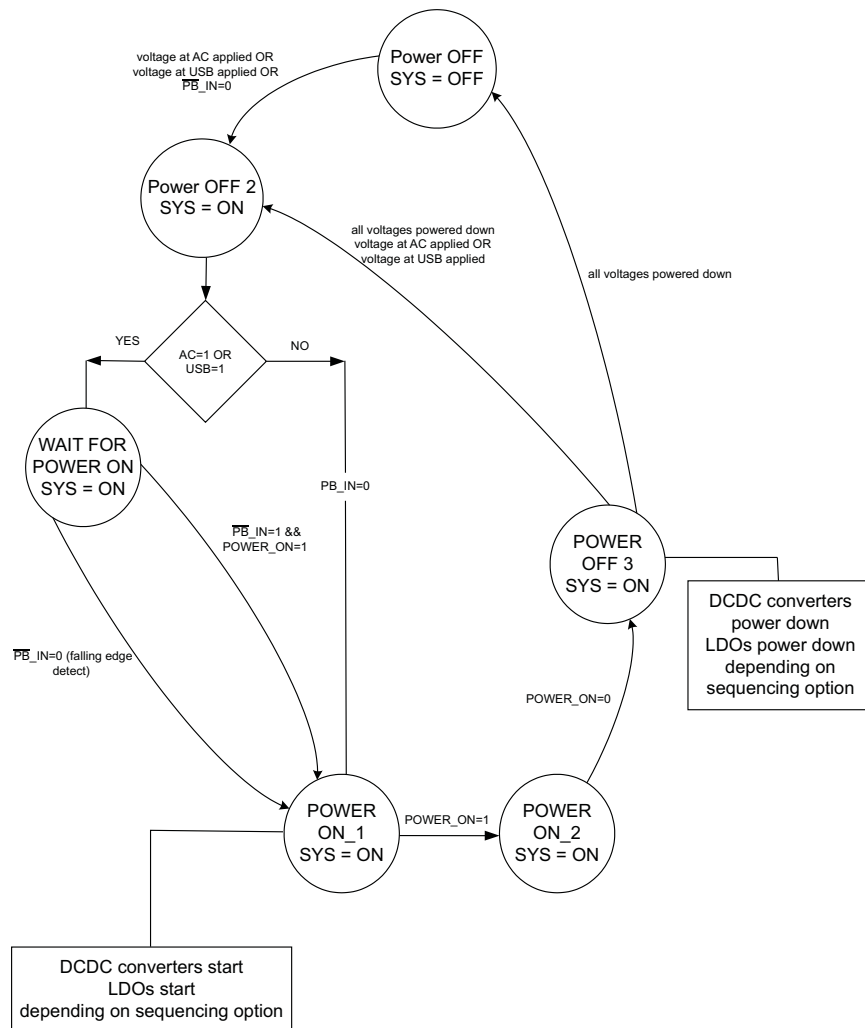 Power OFF
SYS = OFF
voltage at AC applied OR
voltage at USB applied OR
P̅B̅_IN=0
Power OFF 2
SYS = ON
all voltages powered down
voltage at AC applied OR
voltage at USB applied
all voltages powered down
YES
AC=1 OR
USB=1
NO
WAIT FOR
POWER ON
SYS = ON
PB_IN=0
P̅B̅_IN=1 &&
POWER_ON=1
POWER
OFF 3
SYS = ON
DCDC converters
power down
LDOs power down
depending on
sequencing option
P̅B̅_IN=0 (falling edge
detect)
POWER_ON=0
POWER
ON_1
SYS = ON
POWER_ON=1
POWER
ON_2
SYS = ON
DCDC converters start
LDOs start
depending on sequencing option